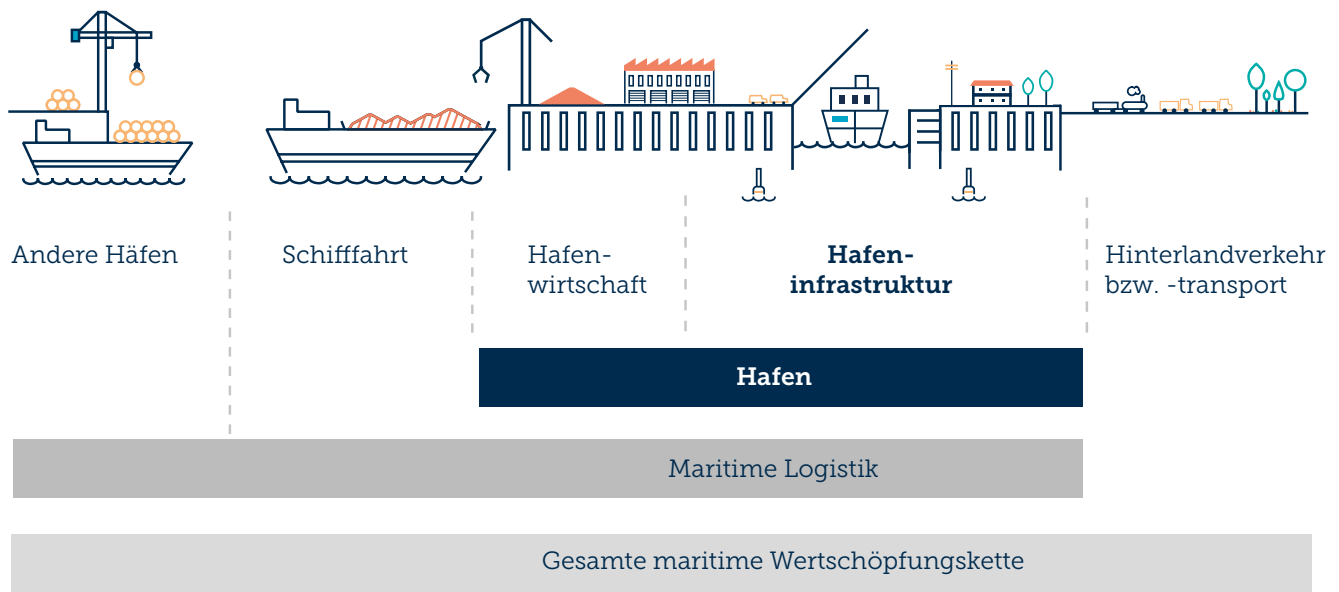 Andere Häfen
Schifffahrt
Hafen-
wirtschaft
Hafen-
infrastruktur
Hinterlandverkehr
bzw. -transport
Hafen
Maritime Logistik
Gesamte maritime Wertschöpfungskette